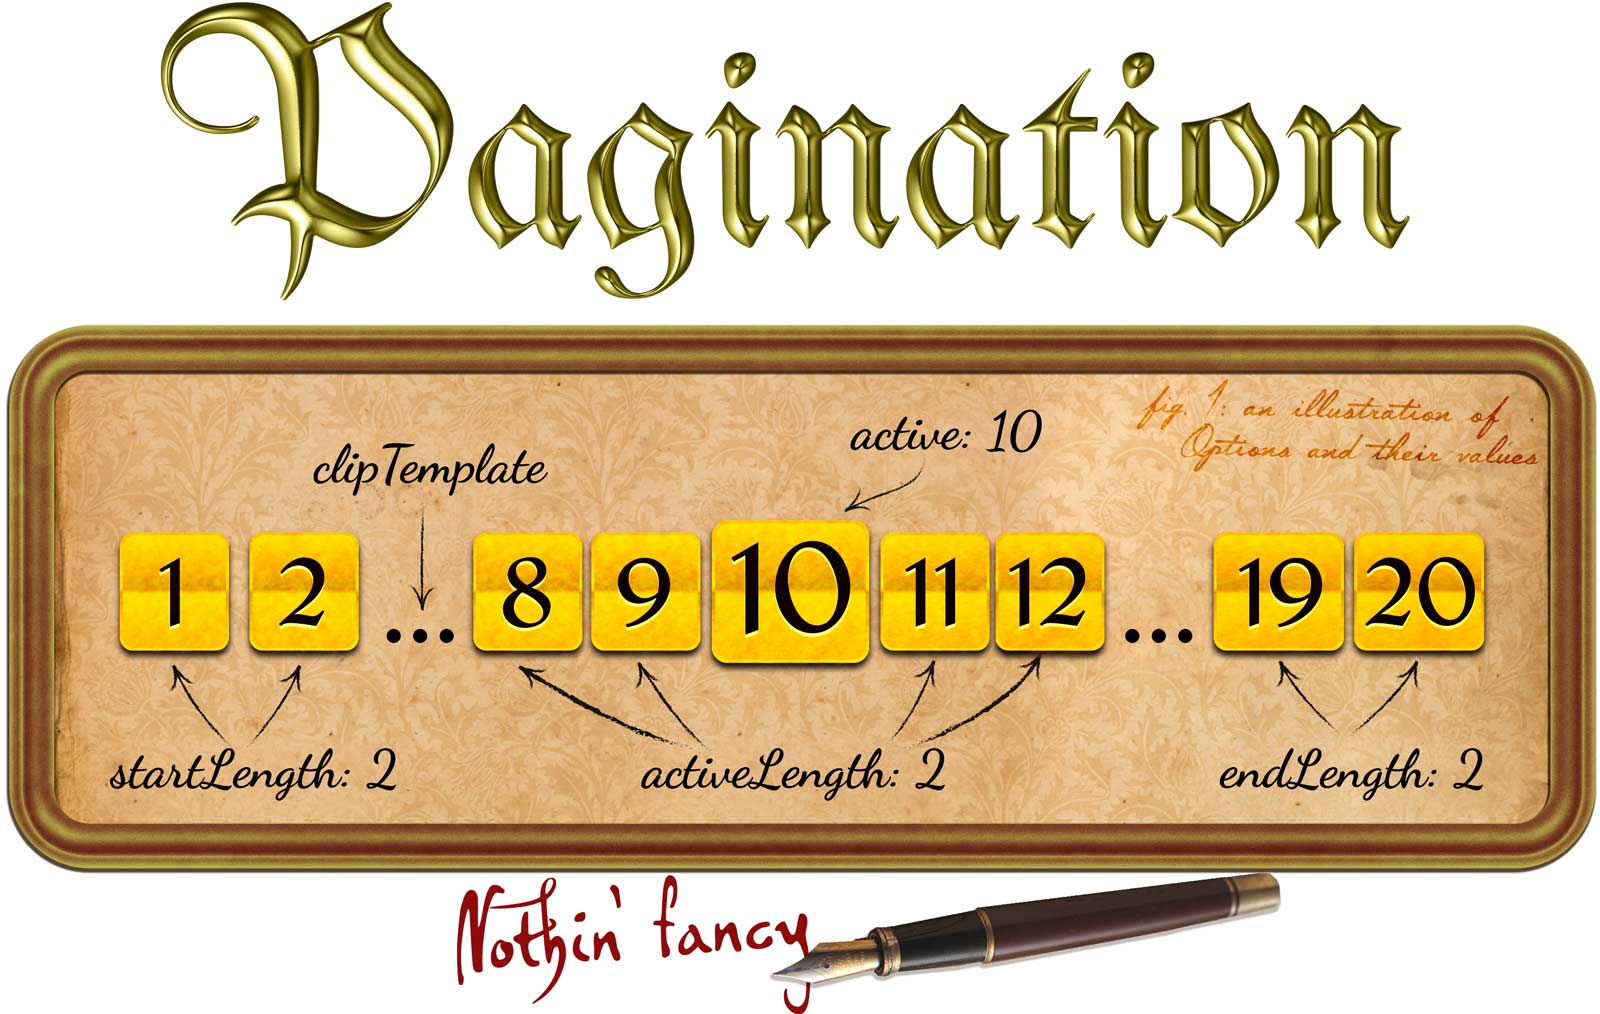 Pagination
fig. 1: an illustration of
Options and their values
active: 10
clipTemplate
1 2 ... 8 9 10 11 12 ... 19 20
startLength: 2 activeLength: 2 endLength: 2
Nothin' fancy